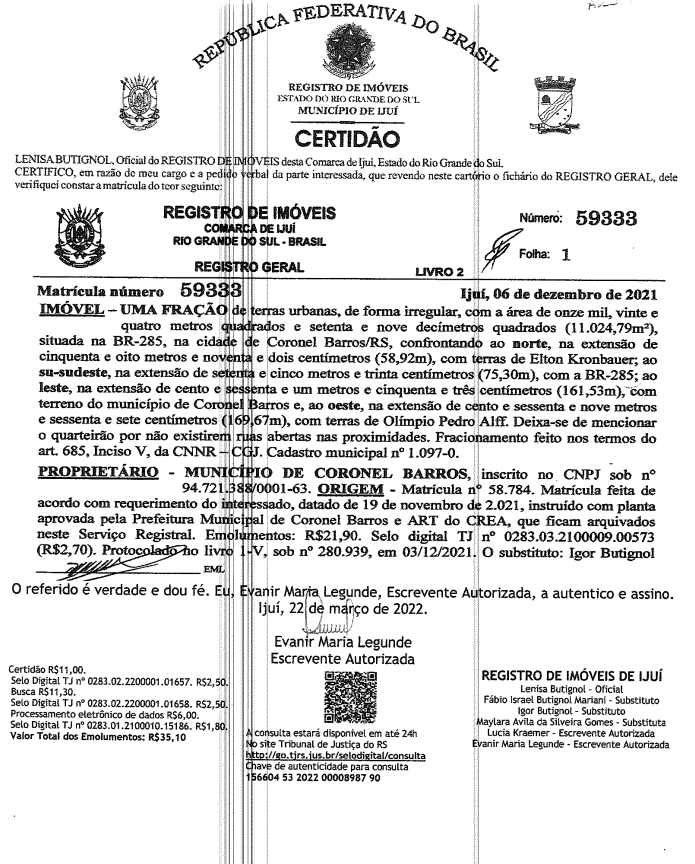 REPÚBLICA FEDERATIVA DO BRASIL
REGISTRO DE IMÓVEIS
ESTADO DO RIO GRANDE DO SUL
MUNICÍPIO DE IJUÍ
CERTIDÃO
LENISA BUTIGNOL, Oficial do REGISTRO DE IMÓVEIS desta Comarca de Ijuí, Estado do Rio Grande do Sul.
CERTIFICO, em razão de meu cargo e a pedido verbal da parte interessada, que revendo neste cartório o fichário do REGISTRO GERAL, dele
verifiquei constar a matrícula do teor seguinte:
REGISTRO DE IMÓVEIS
COMARCA DE IJUÍ
RIO GRANDE DO SUL - BRASIL
REGISTRO GERAL
LIVRO 2
Número: 59333
Folha: 1
Matrícula número 59333 Ijuí, 06 de dezembro de 2021
IMÓVEL – UMA FRAÇÃO de terras urbanas, de forma irregular, com a área de onze mil, vinte e
quatro metros quadrados e setenta e nove decímetros quadrados (11.024,79m²),
situada na BR-285, na cidade de Coronel Barros/RS, confrontando ao norte, na extensão de
cinquenta e oito metros e noventa e dois centímetros (58,92m), com terras de Elton Kronbauer; ao
su-sudeste, na extensão de setenta e cinco metros e trinta centímetros (75,30m), com a BR-285; ao
leste, na extensão de cento e sessenta e um metros e cinquenta e três centímetros (161,53m), com
terreno do município de Coronel Barros e, ao oeste, na extensão de cento e sessenta e nove metros
e sessenta e sete centímetros (169,67m), com terras de Olímpio Pedro Alff. Deixa-se de mencionar
o quarteirão por não existirem ruas abertas nas proximidades. Fracionamento feito nos termos do
art. 685, Inciso V, da CNNR – CGJ. Cadastro municipal nº 1.097-0.
PROPRIETÁRIO - MUNICÍPIO DE CORONEL BARROS, inscrito no CNPJ sob nº
94.721.388/0001-63. ORIGEM - Matrícula nº 58.784. Matrícula feita de
acordo com requerimento do interessado, datado de 19 de novembro de 2.021, instruído com planta
aprovada pela Prefeitura Municipal de Coronel Barros e ART do CREA, que ficam arquivados
neste Serviço Registral. Emolumentos: R$21,90. Selo digital TJ nº 0283.03.2100009.00573
(R$2,70). Protocolado no livro 1-V, sob nº 280.939, em 03/12/2021. O substituto: Igor Butignol
EML
O referido é verdade e dou fé. Eu, Evanir Maria Legunde, Escrevente Autorizada, a autentico e assino.
Ijuí, 22 de março de 2022.
Evanir Maria Legunde
Escrevente Autorizada
Certidão R$11,00.
Selo Digital TJ nº 0283.02.2200001.01657. R$2,50.
Busca R$11,30.
Selo Digital TJ nº 0283.02.2200001.01658. R$2,50.
Processamento eletrônico de dados R$6,00.
Selo Digital TJ nº 0283.01.2100010.15186. R$1,80.
Valor Total dos Emolumentos: R$35,10
A consulta estará disponível em até 24h
No site Tribunal de Justiça do RS
http://go.tjrs.jus.br/selodigital/consulta
Chave de autenticidade para consulta
156604 53 2022 00008987 90
REGISTRO DE IMÓVEIS DE IJUÍ
Lenisa Butignol - Oficial
Fábio Israel Butignol Mariani - Substituto
Igor Butignol - Substituto
Maylara Avila da Silveira Gomes - Substituta
Lucia Kraemer - Escrevente Autorizada
Evanir Maria Legunde - Escrevente Autorizada